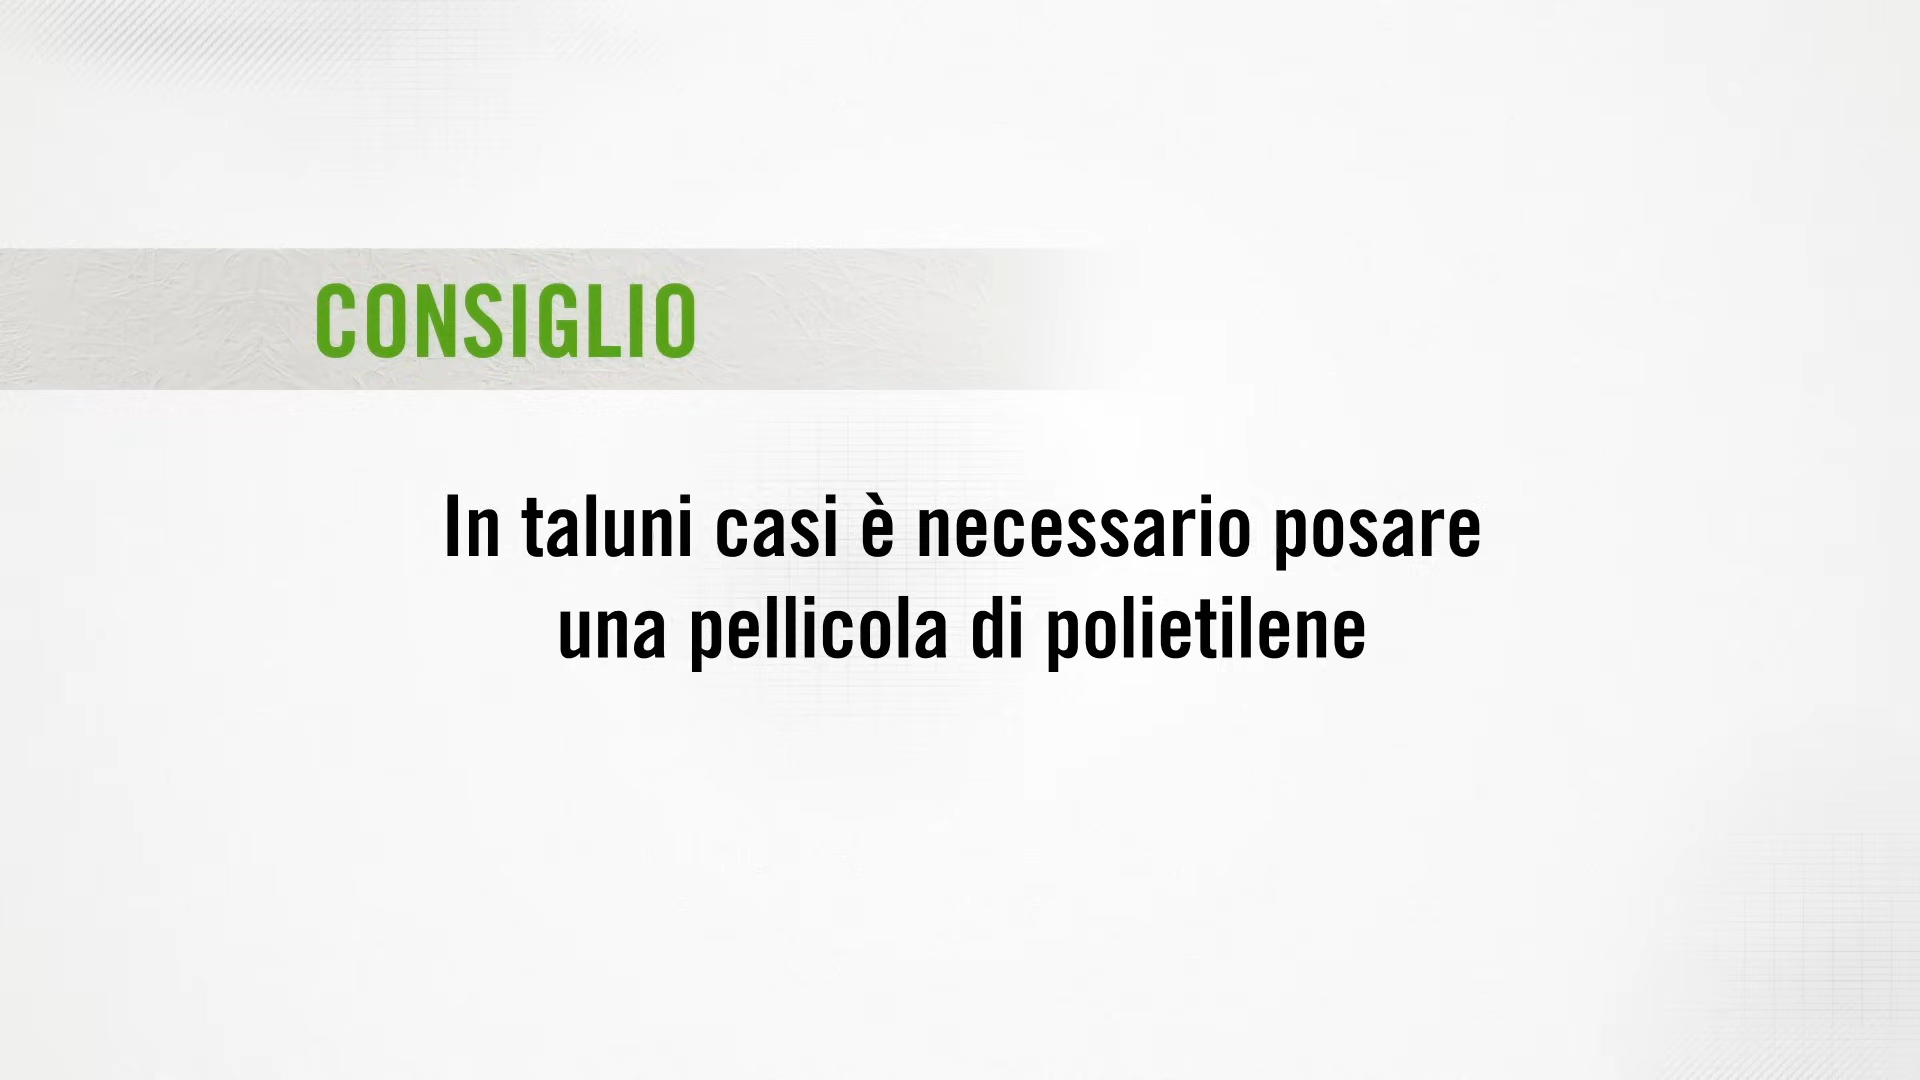 CONSIGLIO
In taluni casi è necessario posare
una pellicola di polietilene